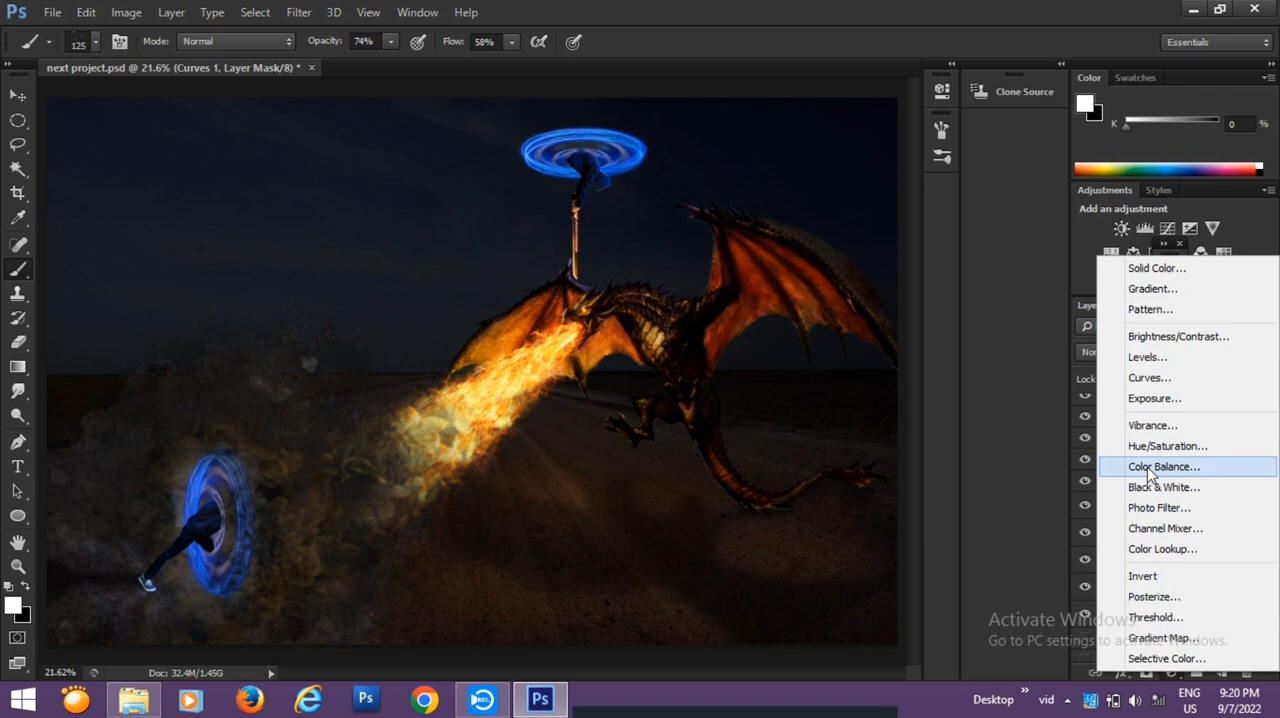 Ps File Edit Image Layer Type Select Filter 3D View Window Help
125 Mode: Normal Opacity: 74% Flow: 58% Essentials
next project.psd @ 21.6% (Curves 1, Layer Mask/8) * ×
Clone Source
Color Swatches
K 0 %
Adjustments Styles
Add an adjustment
Solid Color...
Gradient...
Pattern...
Brightness/Contrast...
Levels...
Curves...
Exposure...
Vibrance...
Hue/Saturation...
Color Balance...
Black & White...
Photo Filter...
Channel Mixer...
Color Lookup...
Invert
Posterize...
Threshold...
Gradient Map...
Selective Color...
Lock
Activate Windows
Go to PC settings to activate Windows.
21.62% Doc: 32.4M/1.45G
Ps REC Ps Desktop vid ENG US 9:20 PM 9/7/2022